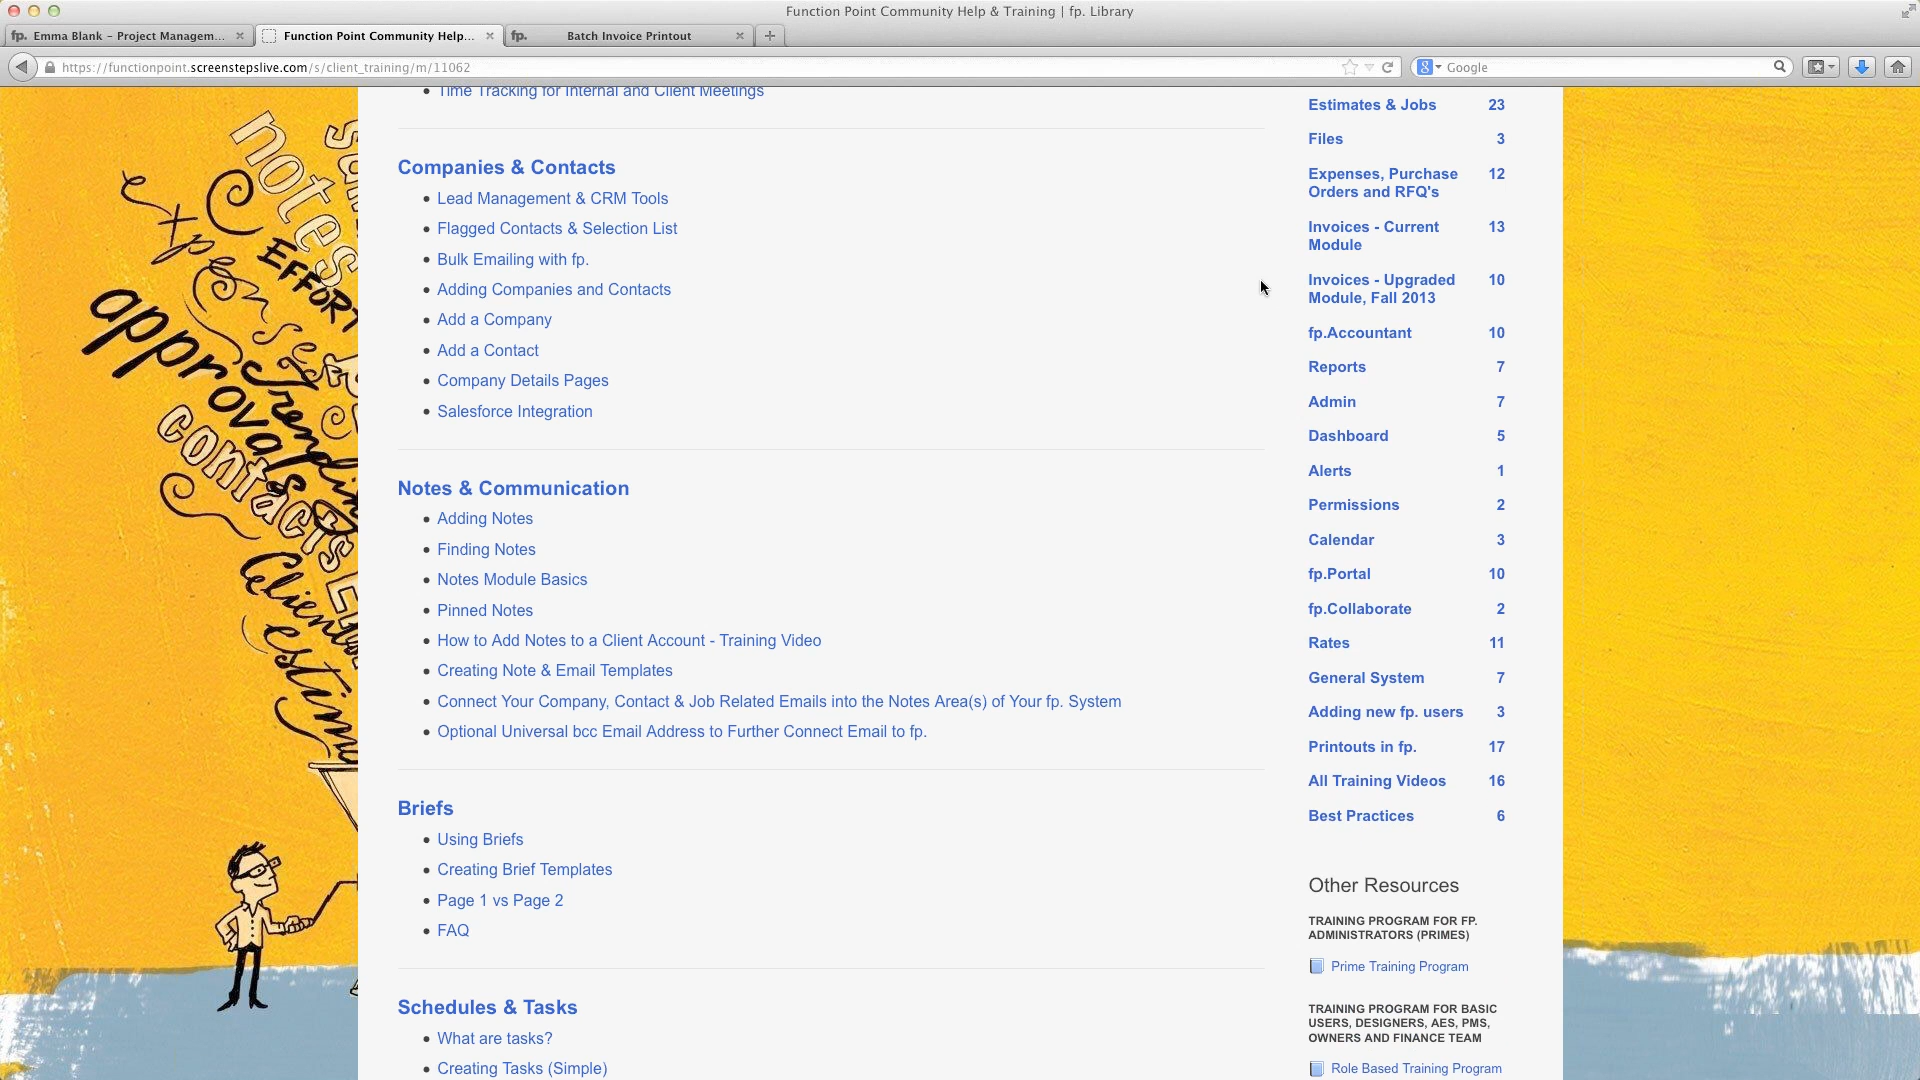 Function Point Community Help & Training | fp. Library
fp. Emma Blank - Project Managem...
Function Point Community Help...
fp. Batch Invoice Printout
https://functionpoint.screenstepslive.com/s/client_training/m/11062
Google
Time Tracking for Internal and Client Meetings
Companies & Contacts
Lead Management & CRM Tools
Flagged Contacts & Selection List
Bulk Emailing with fp.
Adding Companies and Contacts
Add a Company
Add a Contact
Company Details Pages
Salesforce Integration
Notes & Communication
Adding Notes
Finding Notes
Notes Module Basics
Pinned Notes
How to Add Notes to a Client Account - Training Video
Creating Note & Email Templates
Connect Your Company, Contact & Job Related Emails into the Notes Area(s) of Your fp. System
Optional Universal bcc Email Address to Further Connect Email to fp.
Briefs
Using Briefs
Creating Brief Templates
Page 1 vs Page 2
FAQ
Schedules & Tasks
What are tasks?
Creating Tasks (Simple)
Estimates & Jobs 23
Files 3
Expenses, Purchase 12
Orders and RFQ's
Invoices - Current 13
Module
Invoices - Upgraded 10
Module, Fall 2013
fp.Accountant 10
Reports 7
Admin 7
Dashboard 5
Alerts 1
Permissions 2
Calendar 3
fp.Portal 10
fp.Collaborate 2
Rates 11
General System 7
Adding new fp. users 3
Printouts in fp. 17
All Training Videos 16
Best Practices 6
Other Resources
TRAINING PROGRAM FOR FP.
ADMINISTRATORS (PRIMES)
Prime Training Program
TRAINING PROGRAM FOR BASIC
USERS, DESIGNERS, AES, PMS,
OWNERS AND FINANCE TEAM
Role Based Training Program
notes
EFFORT
approvals
contacts